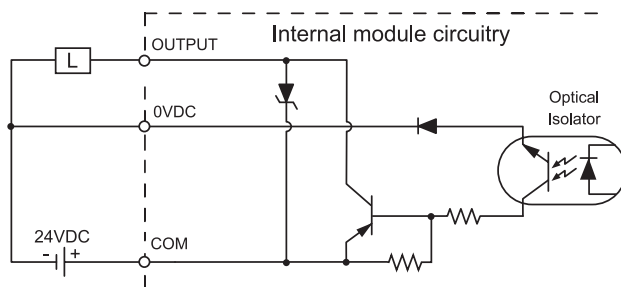 Internal module circuitry
OUTPUT
L
0VDC
Optical
Isolator
24VDC
- +
COM